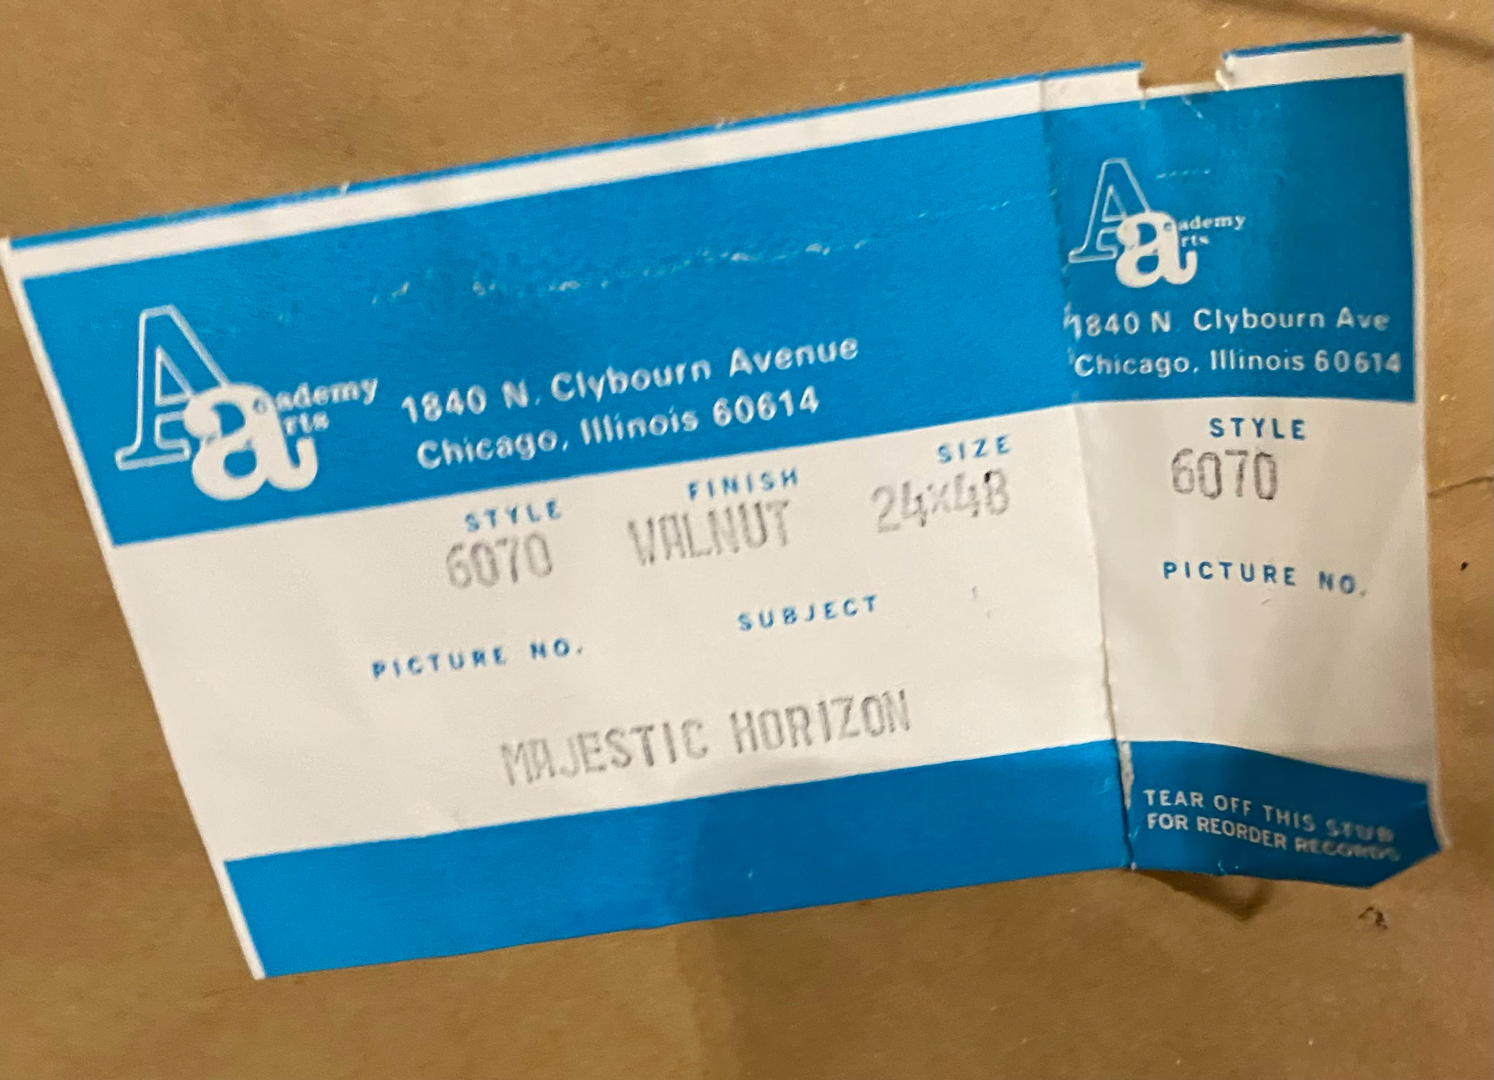 Aa cademy
rts
1840 N. Clybourn Avenue
Chicago, Illinois 60614
STYLE FINISH SIZE
6070 WALNUT 24x48
PICTURE NO. SUBJECT
MAJESTIC HORIZON
Aa cademy
rts
1840 N. Clybourn Ave
Chicago, Illinois 60614
STYLE
6070
PICTURE NO.
TEAR OFF THIS STUB
FOR REORDER RECORDS